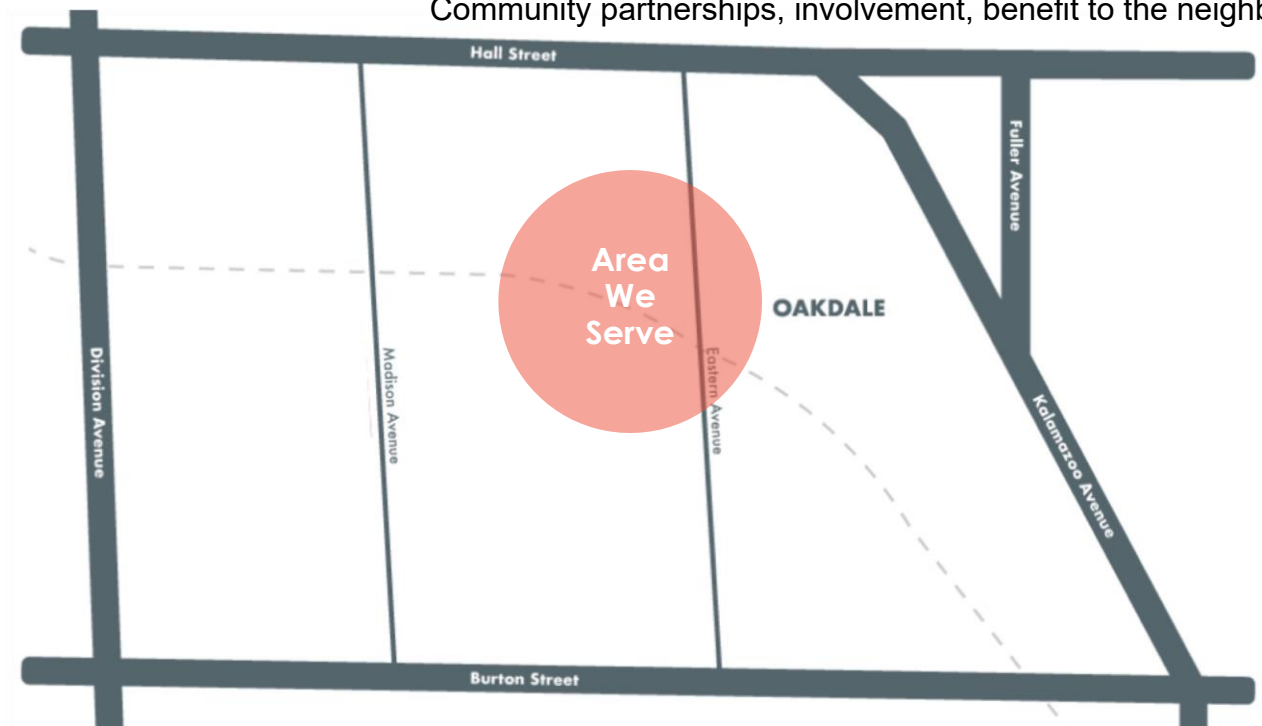 Community partnerships, involvement, benefit to the neighb
Hall Street
Fuller Avenue
Area
We
Serve
OAKDALE
Division Avenue
Madison Avenue
Eastern Avenue
Kalamazoo Avenue
Burton Street